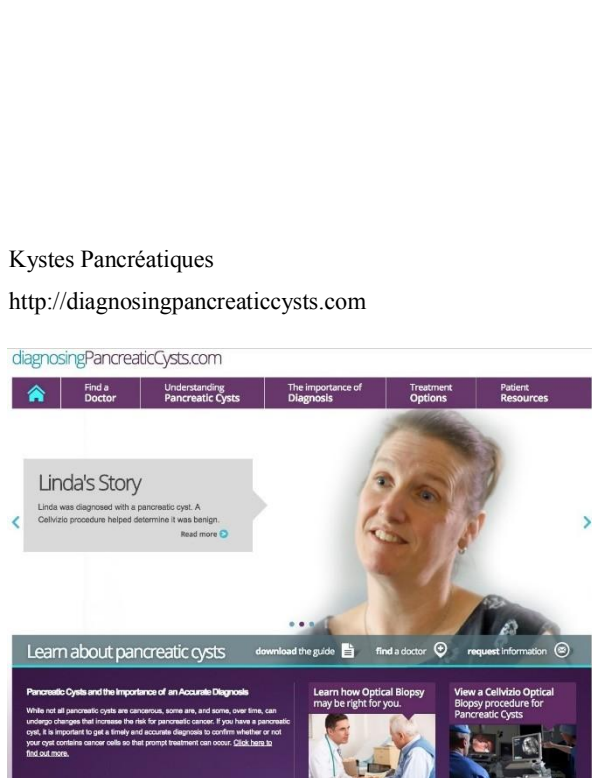 Kystes Pancréatiques
http://diagnosingpancreaticcysts.com
diagnosingPancreaticCysts.com
Find a
Doctor
Understanding
Pancreatic Cysts
The importance of
Diagnosis
Treatment
Options
Patient
Resources
Linda's Story
Linda was diagnosed with a pancreatic cyst. A
Cellvizio procedure helped determine it was benign.
Read more
Learn about pancreatic cysts
download the guide
find a doctor
request information
Pancreatic Cysts and the Importance of an Accurate Diagnosis
While not all pancreatic cysts are cancerous, some are, and some, over time, can
undergo changes that increase the risk for pancreatic cancer. If you have a pancreatic
cyst, it is important to get a timely and accurate diagnosis to confirm whether or not
your cyst contains cancer cells so that prompt treatment can occur. Click here to
find out more.
Learn how Optical Biopsy
may be right for you.
View a Cellvizio Optical
Biopsy procedure for
Pancreatic Cysts